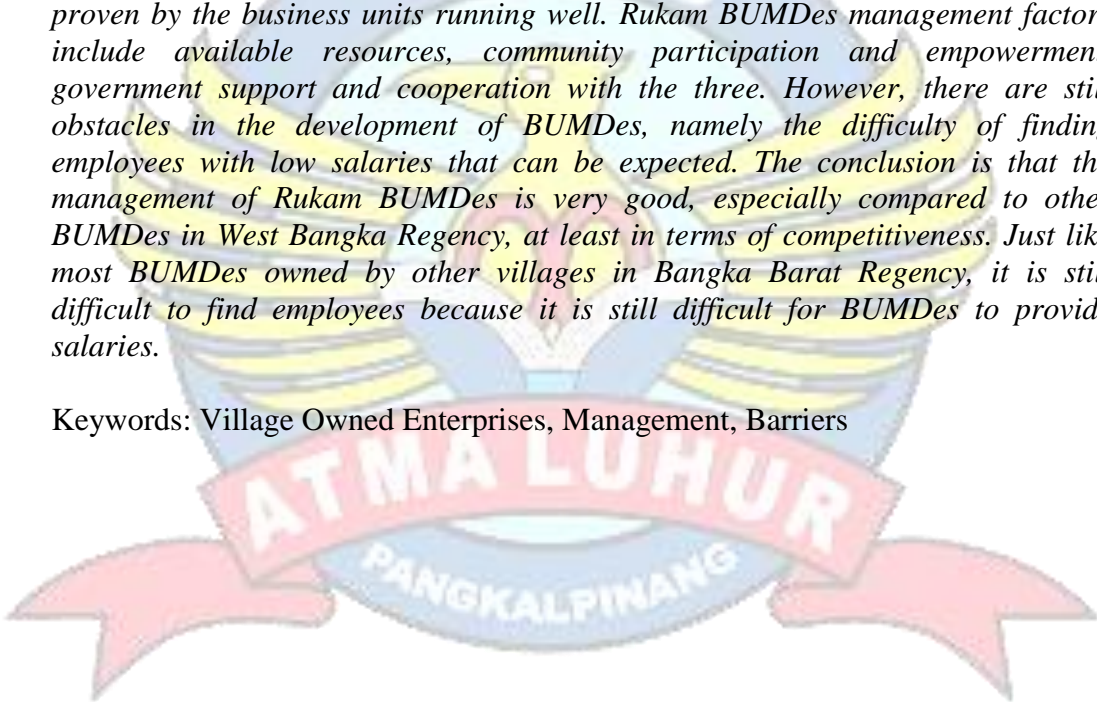 proven by the business units running well. Rukam BUMDes management factor
include available resources, community participation and empowermen
government support and cooperation with the three. However, there are stil
obstacles in the development of BUMDes, namely the difficulty of findin
employees with low salaries that can be expected. The conclusion is that th
management of Rukam BUMDes is very good, especially compared to othe
BUMDes in West Bangka Regency, at least in terms of competitiveness. Just lik
most BUMDes owned by other villages in Bangka Barat Regency, it is stil
difficult to find employees because it is still difficult for BUMDes to provid
salaries.
Keywords: Village Owned Enterprises, Management, Barriers
ATMA LUHUR
PANGKALPINANG